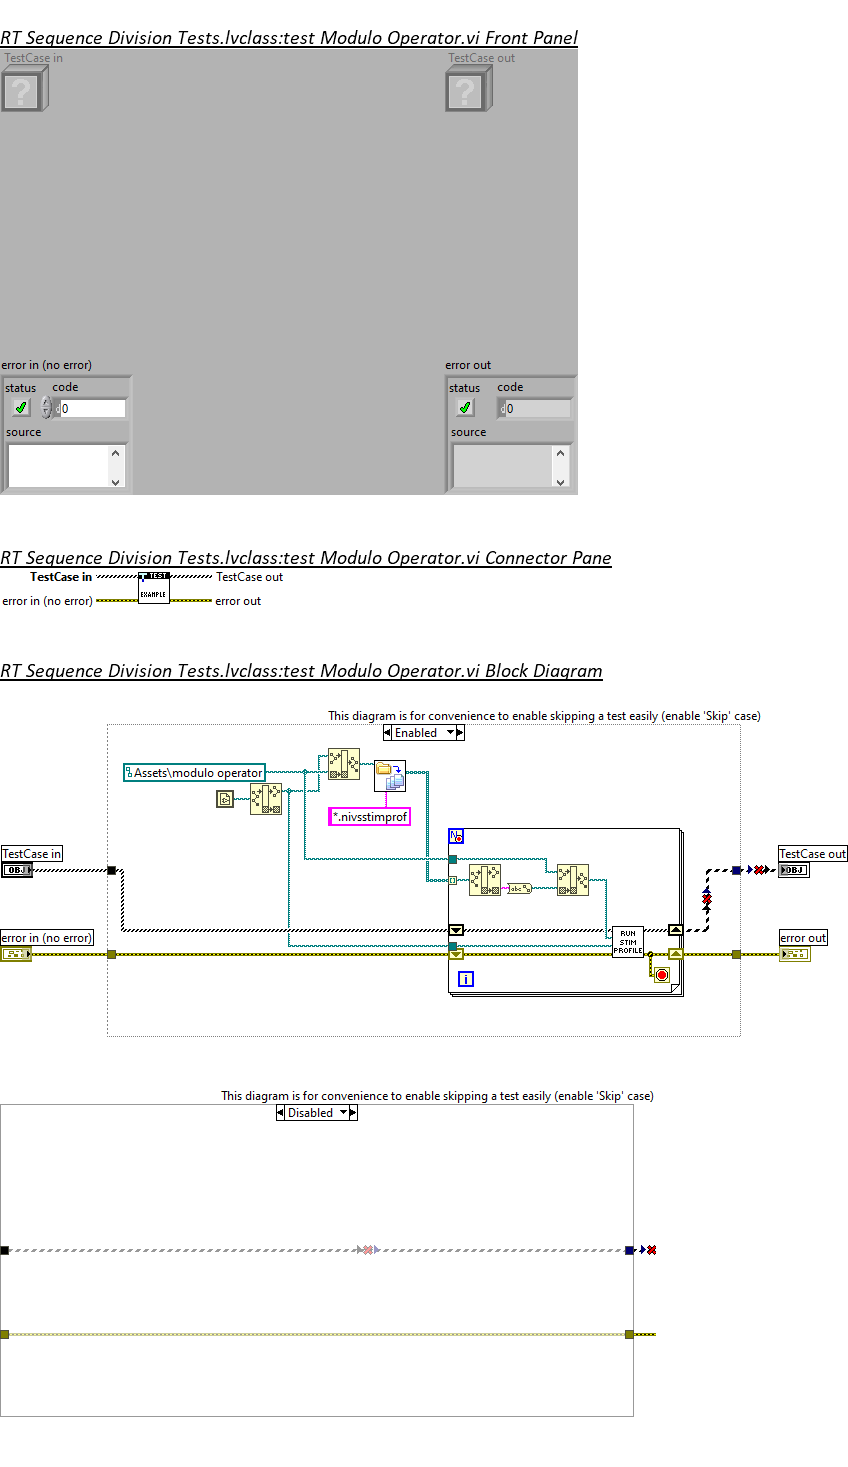 RT Sequence Division Tests.lvclass:test Modulo Operator.vi Front Panel
TestCase in
TestCase out
?
?
error in (no error)
error out
status
code
status
code
d
0
d
0
source
source
RT Sequence Division Tests.lvclass:test Modulo Operator.vi Connector Pane
TestCase in
TEST
TestCase out
error in (no error)
EXAMPLE
error out
RT Sequence Division Tests.lvclass:test Modulo Operator.vi Block Diagram
This diagram is for convenience to enable skipping a test easily (enable 'Skip' case)
Enabled
Assets\modulo operator
*.nivsstimprof
N
TestCase in
TestCase out
OBJ
OBJ
abc
error in (no error)
RUN
STIM
PROFILE
error out
i
This diagram is for convenience to enable skipping a test easily (enable 'Skip' case)
Disabled